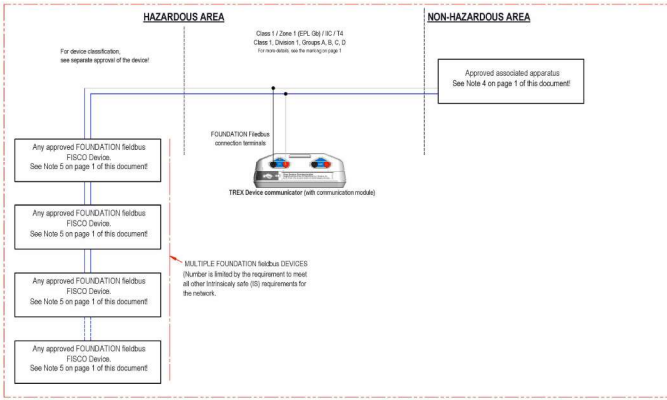 HAZARDOUS AREA
NON-HAZARDOUS AREA
For device classification,
see separate approval of the device!
Class 1 / Zone 1 (EPL Gb) / IIC / T4
Class 1, Division 1, Groups A, B, C, D
For more details, see the marking on page 1
Approved associated apparatus
See Note 4 on page 1 of this document!
FOUNDATION Filedbus
connection terminals
TREX Device communicator (with communication module)
Any approved FOUNDATION fieldbus
FISCO Device.
See Note 5 on page 1 of this document!
Any approved FOUNDATION fieldbus
FISCO Device.
See Note 5 on page 1 of this document!
MULTIPLE FOUNDATION fieldbus DEVICES
(Number is limited by the requirement to meet
all other Intrinsicaly safe (IS) requirements for
the network.
Any approved FOUNDATION fieldbus
FISCO Device.
See Note 5 on page 1 of this document!
Any approved FOUNDATION fieldbus
FISCO Device.
See Note 5 on page 1 of this document!